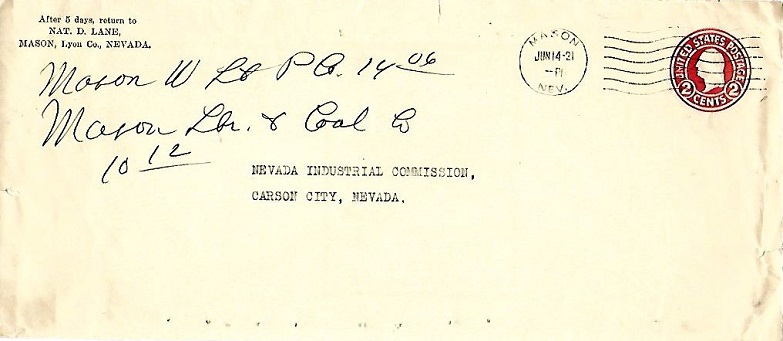 After 5 days, return to
NAT. D. LANE,
MASON, Lyon Co., NEVADA.
MASON
JUN 14-21
-PM
NEV.
UNITED STATES POSTAGE
2 CENTS 2
Mason W Lt P Co. 14 06
Mason Lbr. & Coal Co
10 12
NEVADA INDUSTRIAL COMMISSION,
CARSON CITY, NEVADA.